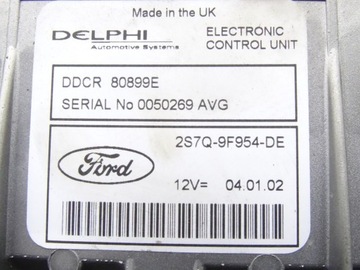 Made in the UK
DELPHI
Automotive Systems
ELECTRONIC
CONTROL UNIT
DDCR 80899E
SERIAL No 0050269 AVG
Ford
2S7Q-9F954-DE
12V= 04.01.02